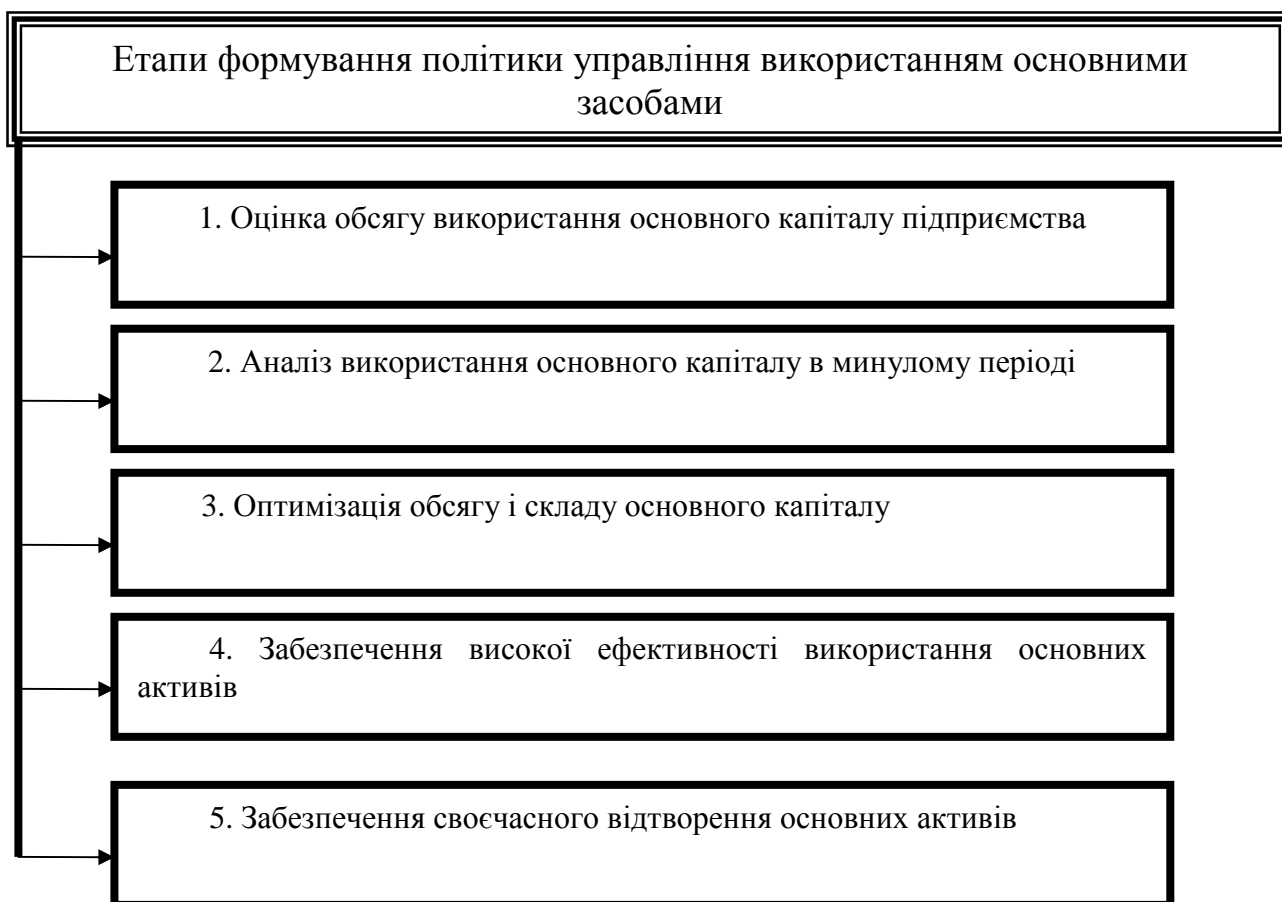 Етапи формування політики управління використанням основними
засобами
1. Оцінка обсягу використання основного капіталу підприємства
2. Аналіз використання основного капіталу в минулому періоді
3. Оптимізація обсягу і складу основного капіталу
4. Забезпечення високої ефективності використання основних
активів
5. Забезпечення своєчасного відтворення основних активів